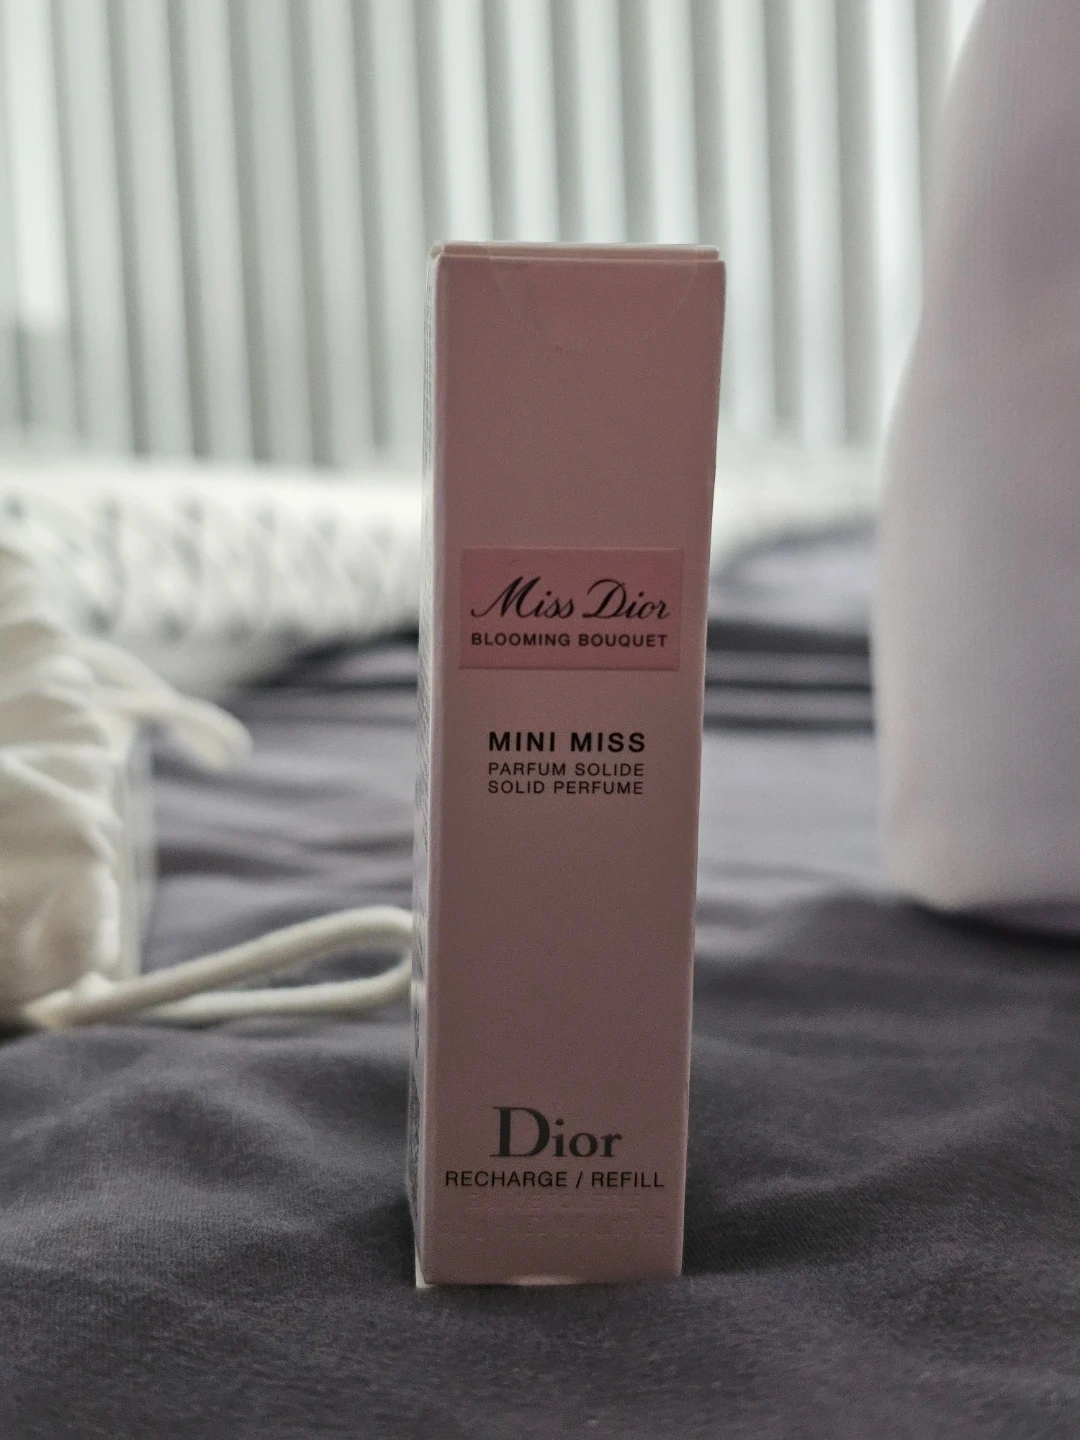 Miss Dior
BLOOMING BOUQUET
MINI MISS
PARFUM SOLIDE
SOLID PERFUME
Dior
RECHARGE / REFILL